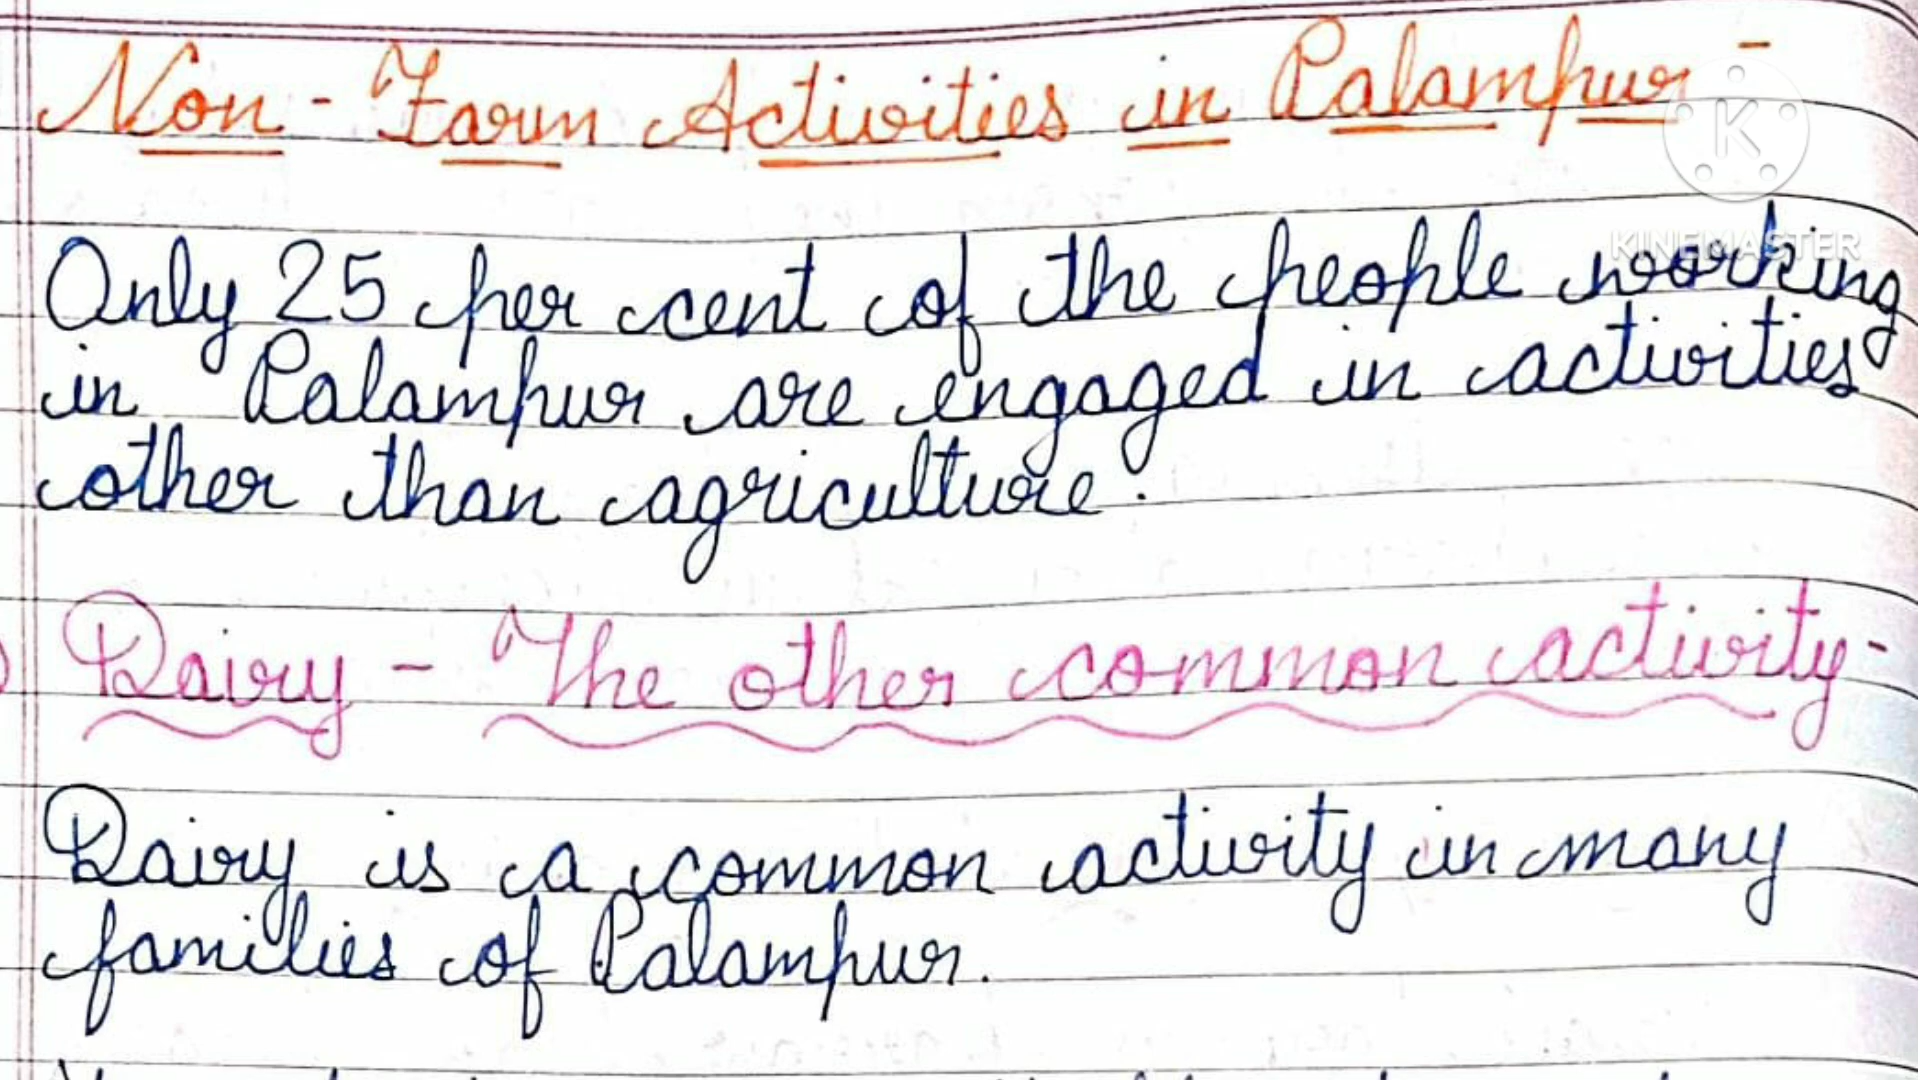 Non - Farm Activities in Palampur -
K
KINEMASTER
Only 25 per cent of the people working
in Palampur are engaged in activities
other than agriculture.
Dairy - The other common activity -
Dairy is a common activity in many
families of Palampur.